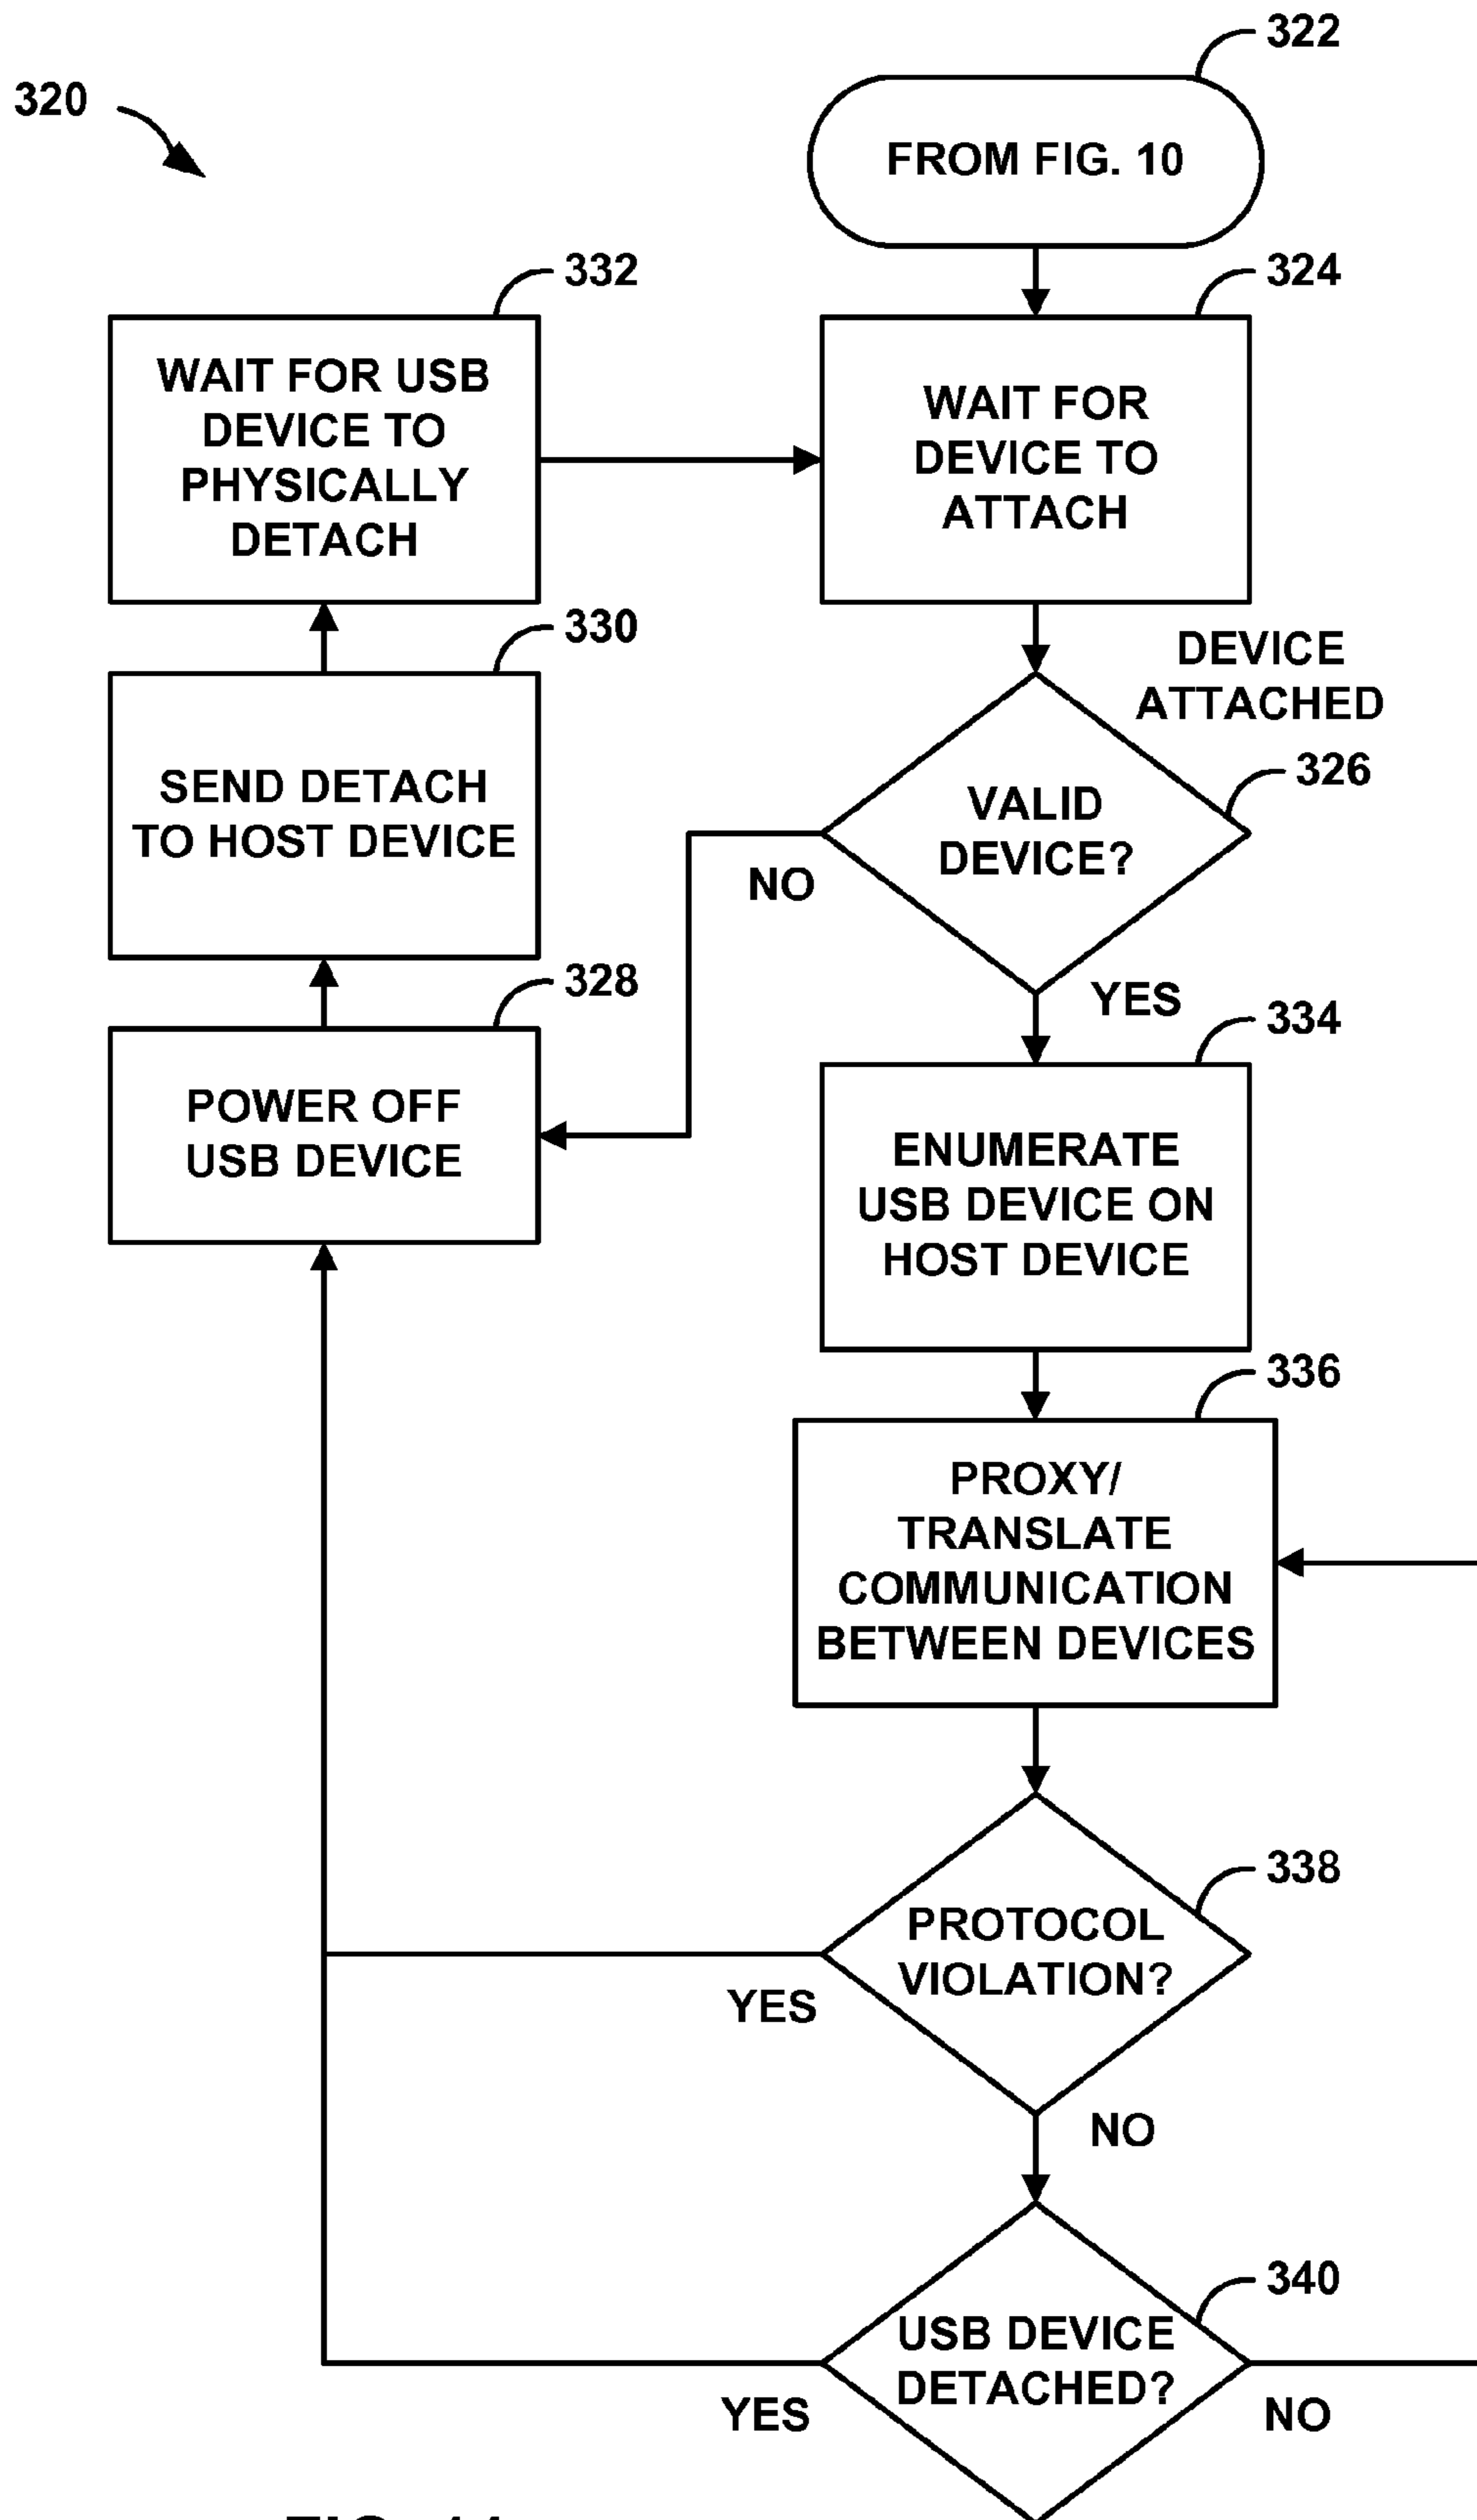 322
320
FROM FIG. 10
332
324
WAIT FOR USB
DEVICE TO
PHYSICALLY
DETACH
WAIT FOR
DEVICE TO
ATTACH
330
DEVICE
ATTACHED
SEND DETACH
TO HOST DEVICE
326
VALID
DEVICE?
NO
YES
328
334
POWER OFF
USB DEVICE
ENUMERATE
USB DEVICE ON
HOST DEVICE
336
PROXY/
TRANSLATE
COMMUNICATION
BETWEEN DEVICES
338
PROTOCOL
VIOLATION?
YES
NO
340
USB DEVICE
DETACHED?
YES
NO